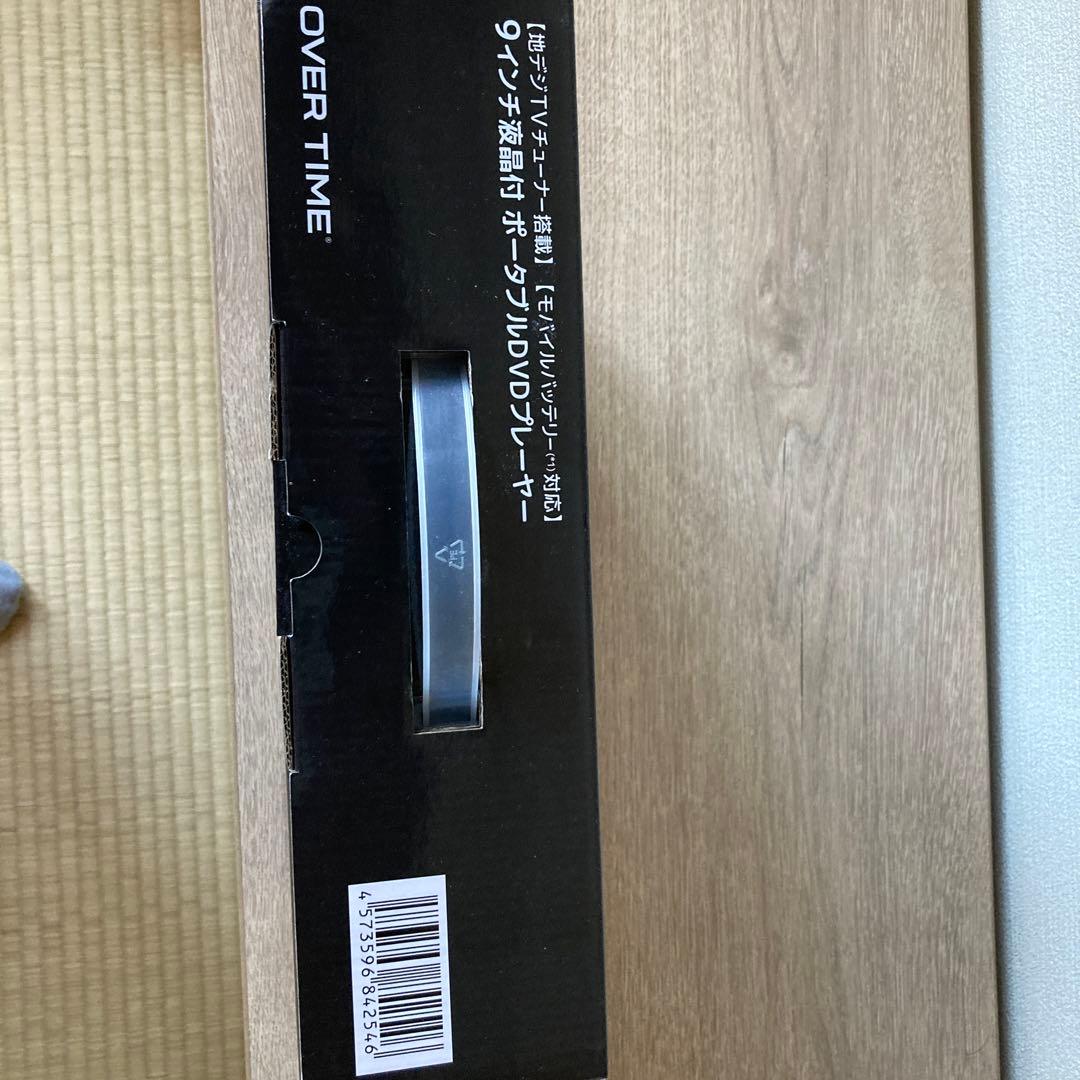 OVER TIME®
【地デジTVチューナー搭載】【モバイルバッテリー(*1)対応】
9インチ液晶付 ポータブルDVDプレーヤー
4573596842546